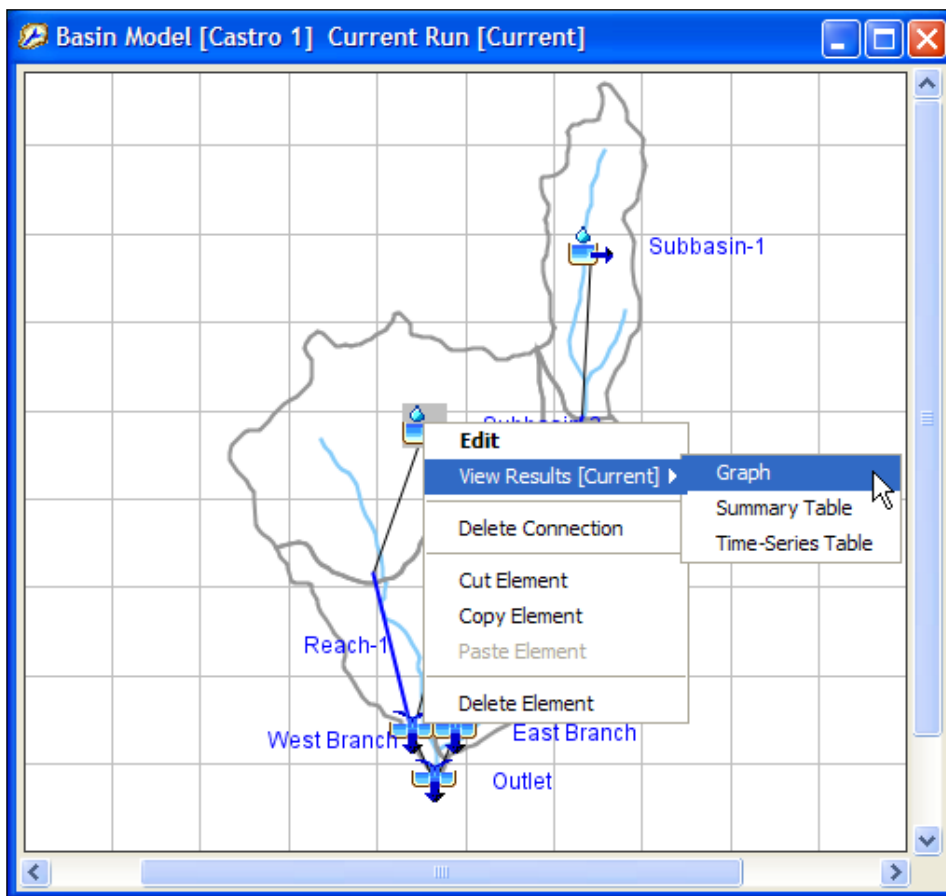 Basin Model [Castro 1] Current Run [Current]
Subbasin-1
Edit
View Results [Current]
Graph
Summary Table
Delete Connection
Time-Series Table
Cut Element
Copy Element
Reach-1
Paste Element
Delete Element
West Branch
East Branch
Outlet